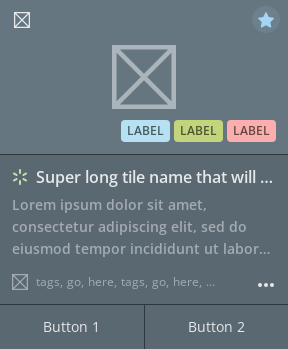 LABEL LABEL LABEL
Super long tile name that will ...
Lorem ipsum dolor sit amet,
consectetur adipiscing elit, sed do
eiusmod tempor incididunt ut labor...
tags, go, here, tags, go, here, ...
Button 1 Button 2